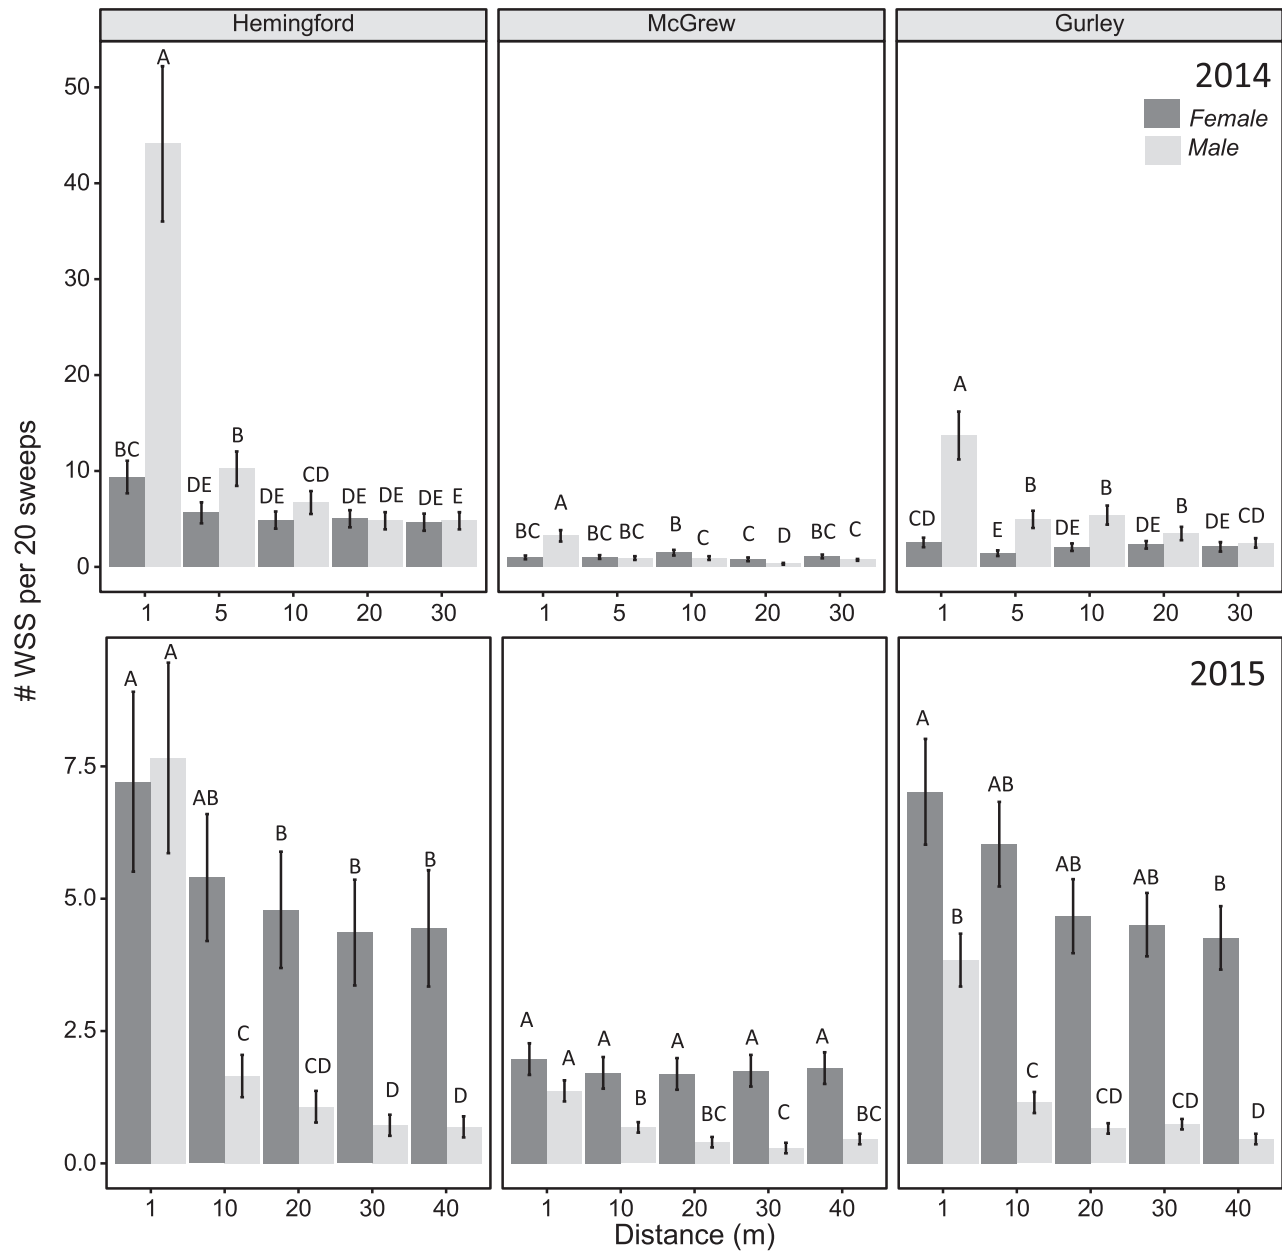 Hemingford McGrew Gurley
2014
Female
Male
# WSS per 20 sweeps
50
40
30
20
10
0
A
BC
B
DE
CD
DE
DE
DE
DE
E
A
BC
BC
BC
B
C
C
D
BC
C
A
CD
B
E
B
DE
B
DE
DE
CD
1 5 10 20 30 1 5 10 20 30 1 5 10 20 30
2015
7.5
5.0
2.5
0.0
A
A
AB
C
B
CD
B
D
B
D
A
A
A
B
A
BC
A
C
A
BC
A
B
AB
C
AB
CD
AB
CD
B
D
1 10 20 30 40 1 10 20 30 40 1 10 20 30 40
Distance (m)